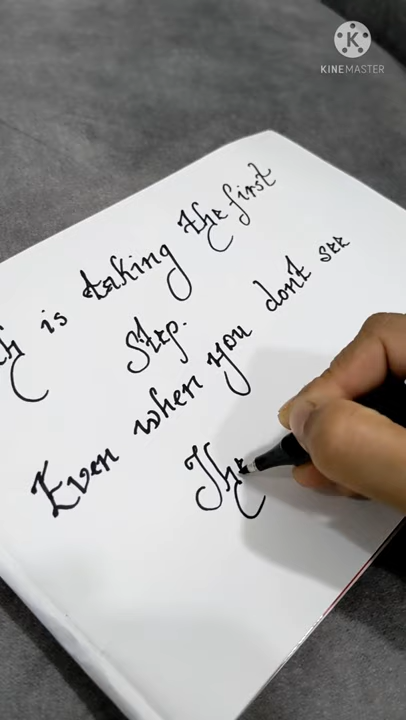 KINEMASTER
is taking the first
Step.
Even when you don't see
The